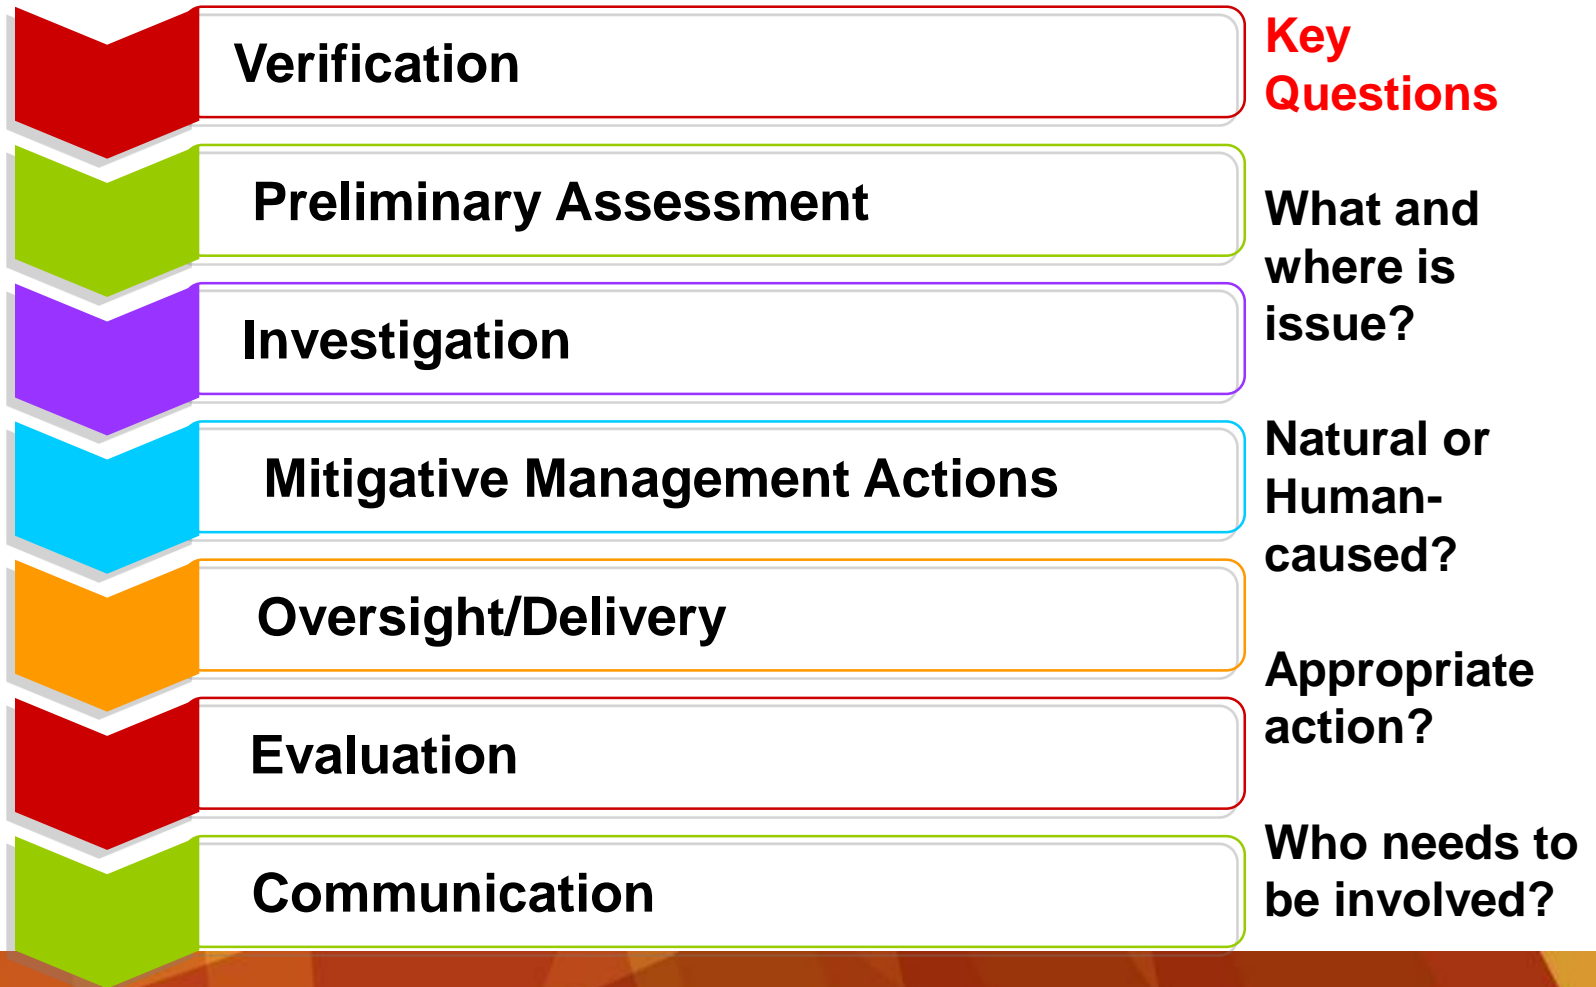 Verification
Preliminary Assessment
Investigation
Mitigative Management Actions
Oversight/Delivery
Evaluation
Communication
Key
Questions
What and
where is
issue?
Natural or
Human-
caused?
Appropriate
action?
Who needs to
be involved?